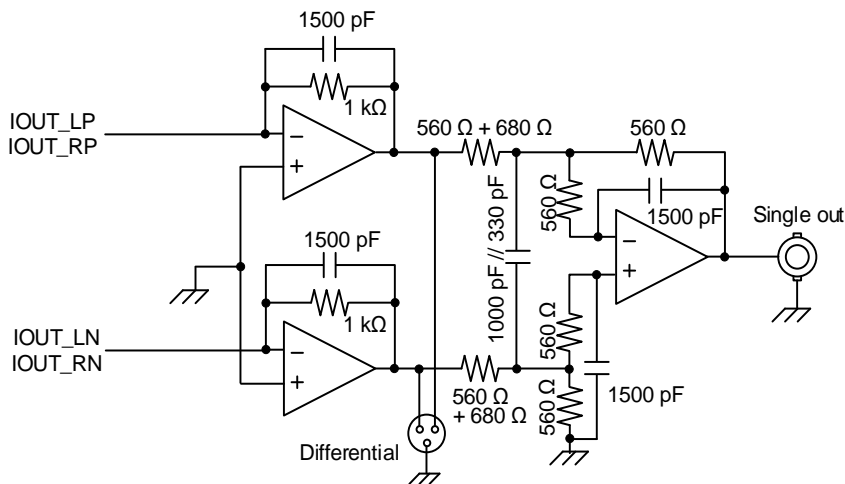 1500 pF
1 kΩ
IOUT_LP
IOUT_RP
−
+
560 Ω + 680 Ω
560 Ω
560 Ω
1500 pF
Single out
−
+
1000 pF // 330 pF
1500 pF
1 kΩ
IOUT_LN
IOUT_RN
−
+
560 Ω
+ 680 Ω
560 Ω
560 Ω
1500 pF
Differential